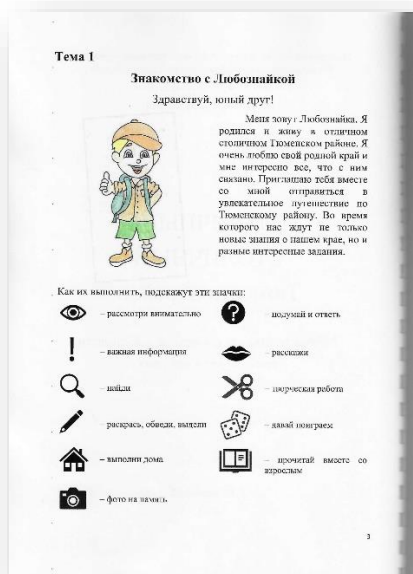 Тема 1
Знакомство с Любознайкой
Здравствуй, юный друг!
Меня зовут Любознайка. Я
родился и живу в отличном
столичном Тюменском районе. Я
очень люблю свой родной край и
мне интересно все, что с ним
связано. Приглашаю тебя вместе
со мной отправиться в
увлекательное путешествие по
Тюменскому району. Во время
которого нас ждут не только
новые знания о нашем крае, но и
разные интересные задания.
Как их выполнить, подскажут эти значки:
– рассмотри внимательно
– подумай и ответь
– важная информация
– расскажи
– найди
– творческая работа
– раскрась, обведи, выдели
– давай поиграем
– выполни дома
– прочитай вместе со
взрослым
– фото на память
3